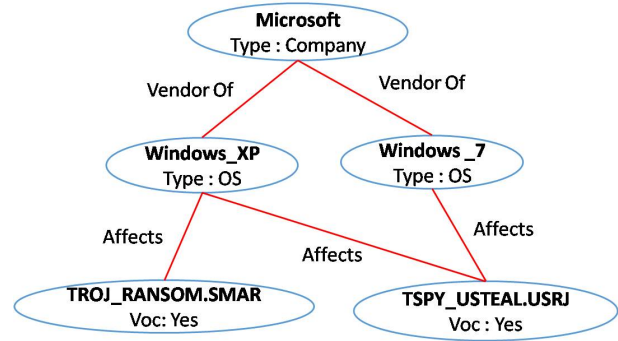 Microsoft
Type : Company
Vendor Of
Vendor Of
Windows_XP
Type : OS
Windows _7
Type : OS
Affects
Affects
Affects
TROJ_RANSOM.SMAR
Voc: Yes
TSPY_USTEAL.USRJ
Voc : Yes